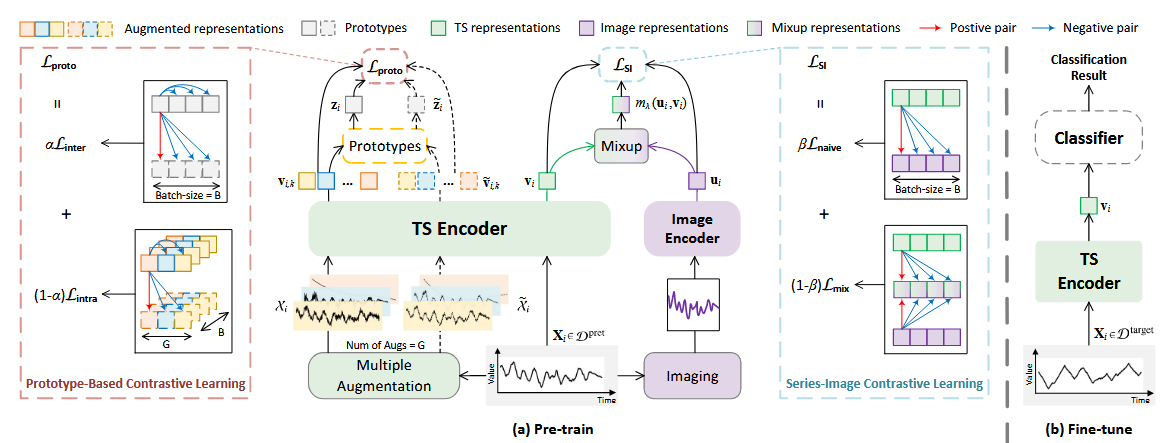 Augmented representations
Prototypes
TS representations
Image representations
Mixup representations
Postive pair
Negative pair
𝓛proto
=
α𝓛inter
Batch-size = B
+
(1-α)𝓛intra
G
B
Prototype-Based Contrastive Learning
𝓛proto
zᵢ
z̃ᵢ
Prototypes
vᵢ,ₖ
...
...
ṽᵢ,ₖ
TS Encoder
𝒳ᵢ
𝒳̃ᵢ
Num of Augs = G
Multiple
Augmentation
𝓛SI
mλ(uᵢ,vᵢ)
Mixup
vᵢ
uᵢ
Image
Encoder
Xᵢ ∈ 𝒟pret
Value
Time
Imaging
(a) Pre-train
𝓛SI
=
β𝓛naive
Batch-size = B
+
(1-β)𝓛mix
Series-Image Contrastive Learning
Classification
Result
Classifier
vᵢ
TS
Encoder
Xᵢ ∈ 𝒟target
Value
Time
(b) Fine-tune